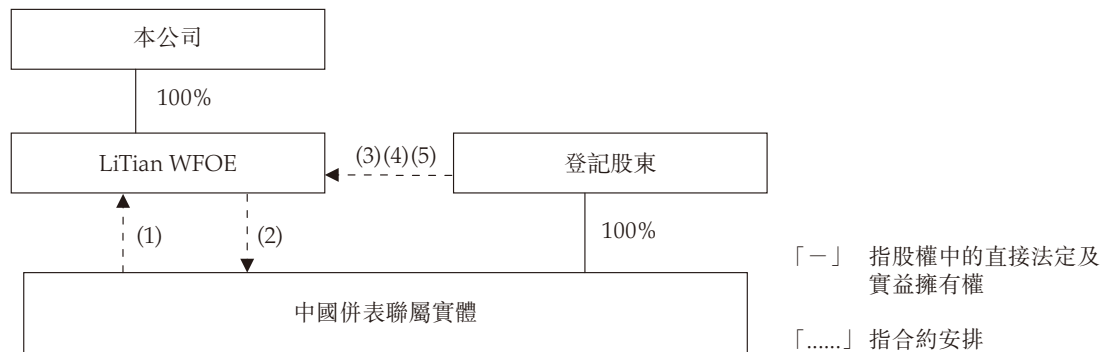 本公司
100%
LiTian WFOE
(3)(4)(5)
登記股東
(1)
(2)
100%
中國併表聯屬實體
「－」 指股權中的直接法定及
實益擁有權
「......」 指合約安排